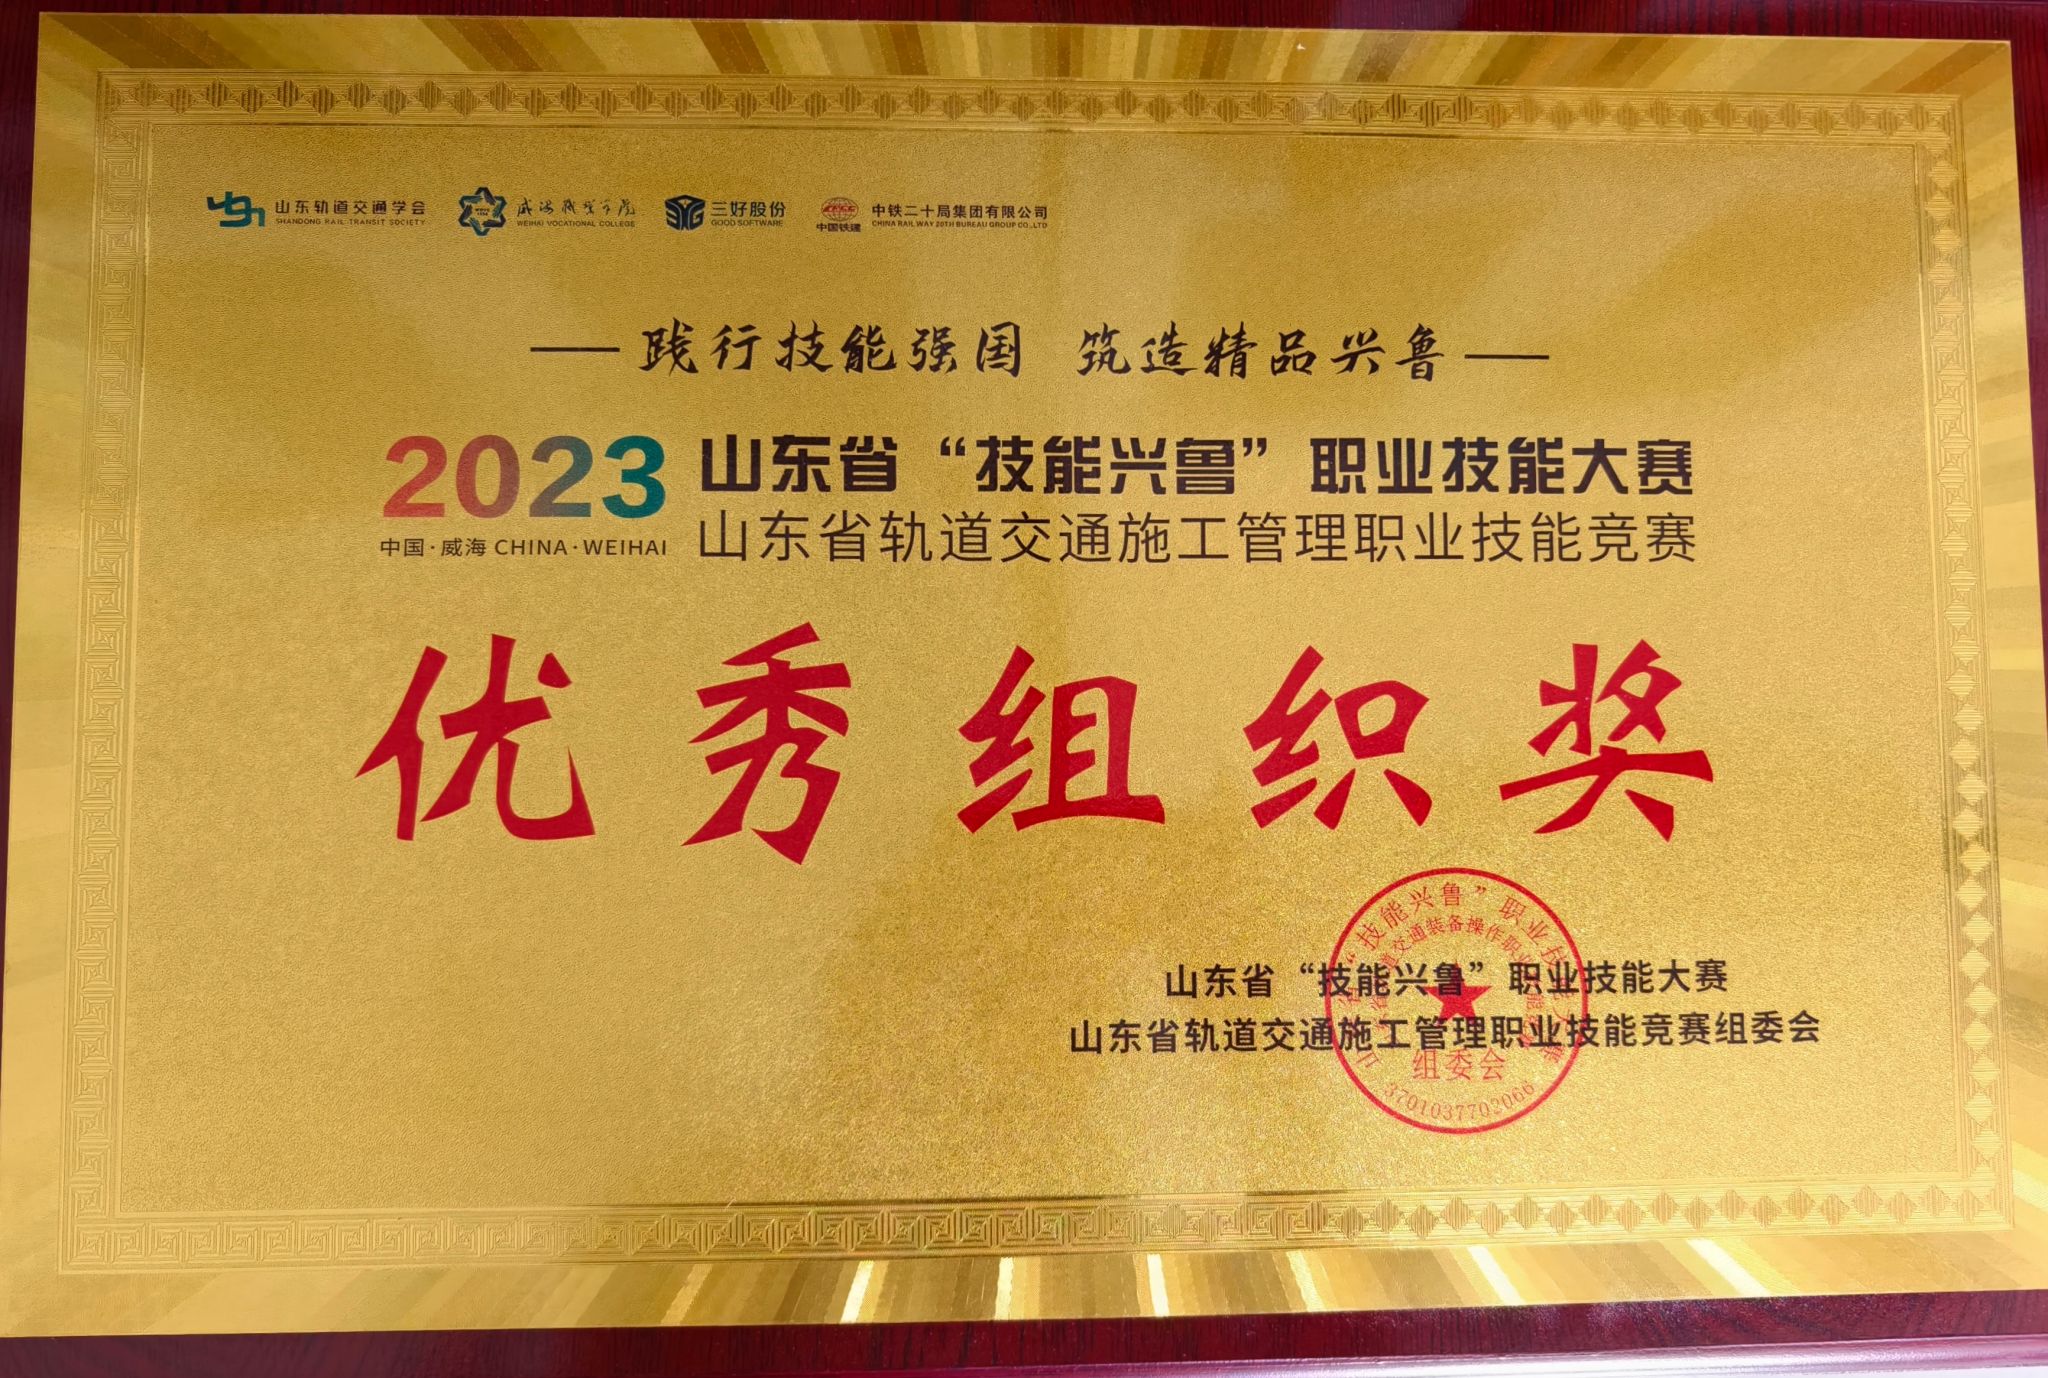 山东轨道交通学会
SHANDONG RAIL TRANSIT SOCIETY
威海职业学院
WEIHAI VOCATIONAL COLLEGE
三好股份
GOOD SOFTWARE
中国铁建
中铁二十局集团有限公司
CHINA RAILWAY 20TH BUREAU GROUP CO.,LTD
践行技能强国 筑造精品兴鲁
2023 山东省“技能兴鲁”职业技能大赛
中国·威海 CHINA·WEIHAI 山东省轨道交通施工管理职业技能竞赛
优秀组织奖
山东省“技能兴鲁”职业技能大赛
山东省轨道交通施工管理职业技能竞赛组委会
组委会
3701037702066